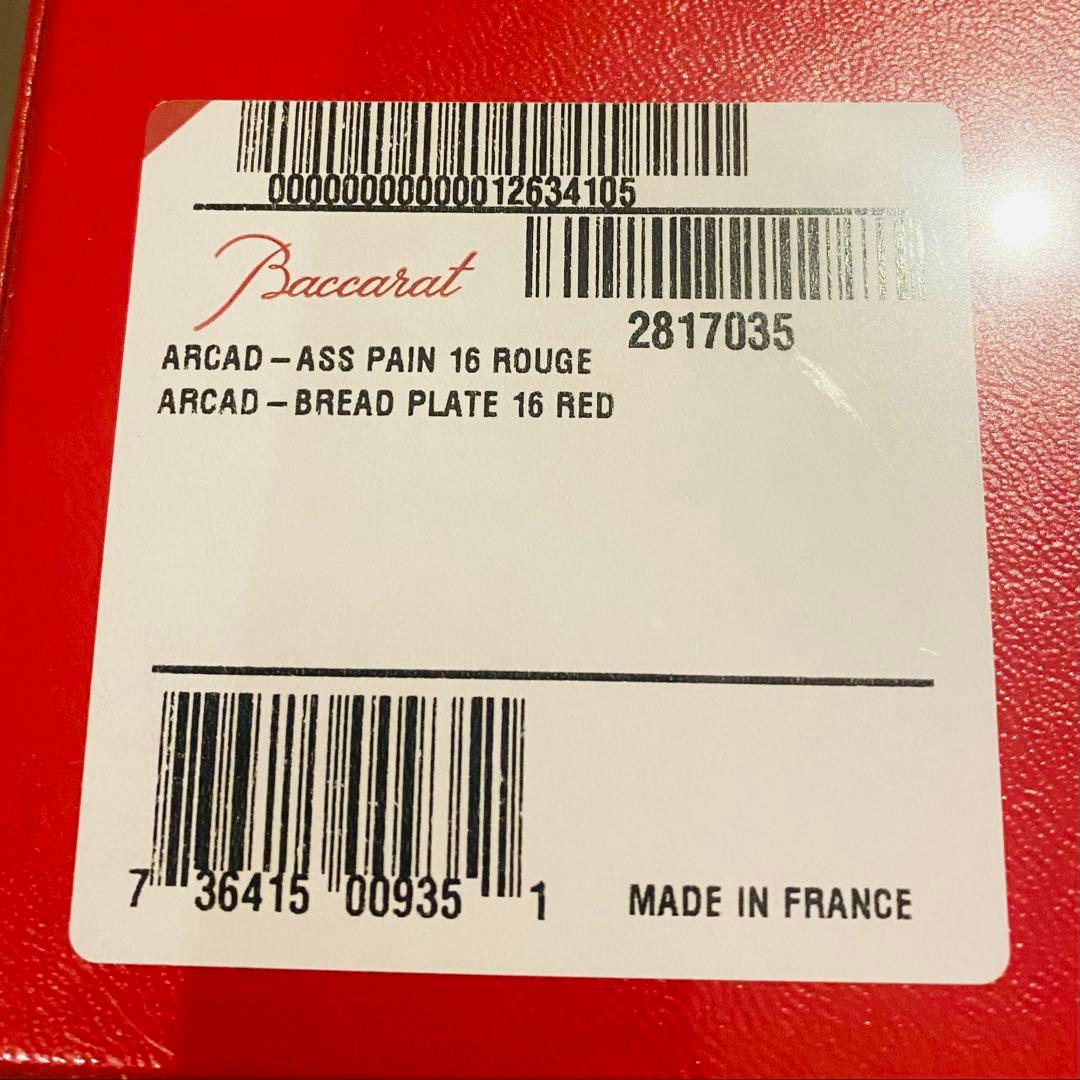 00000000000012634105
Baccarat
2817035
ARCAD-ASS PAIN 16 ROUGE
ARCAD-BREAD PLATE 16 RED
7 36415 00935 1
MADE IN FRANCE